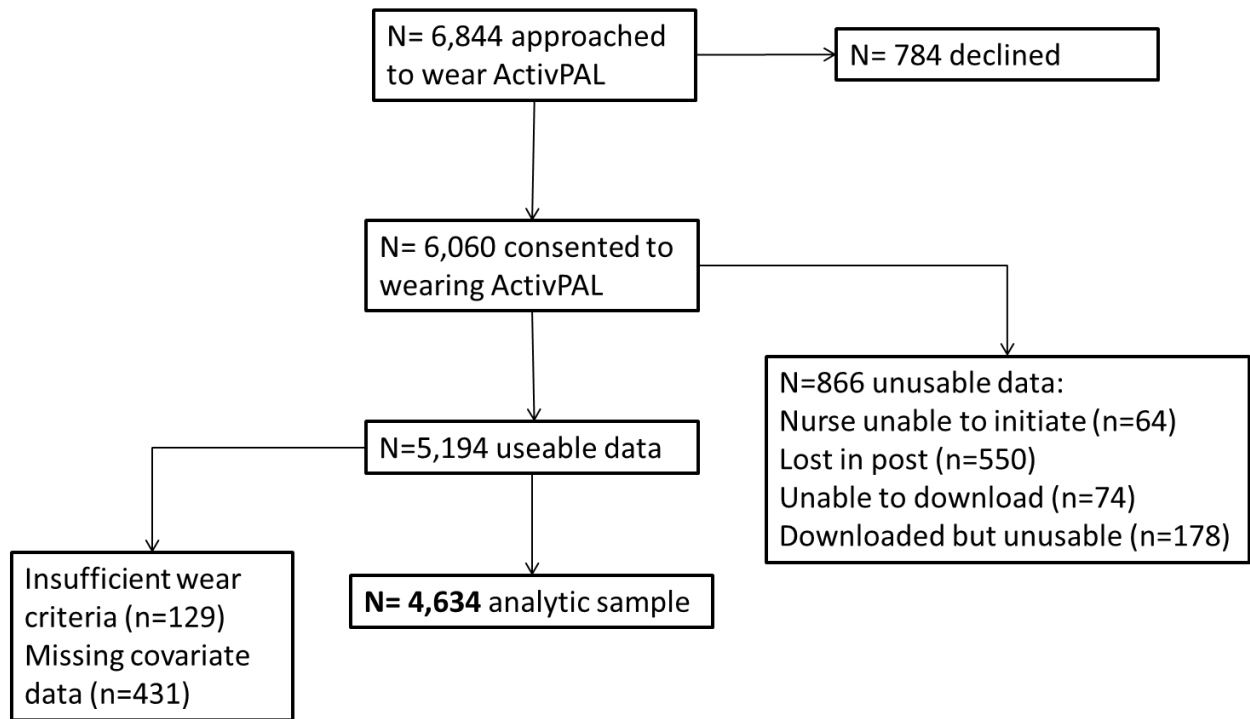 N= 6,844 approached
to wear ActivPAL
N= 784 declined
N= 6,060 consented to
wearing ActivPAL
N=866 unusable data:
Nurse unable to initiate (n=64)
Lost in post (n=550)
Unable to download (n=74)
Downloaded but unusable (n=178)
N=5,194 useable data
Insufficient wear
criteria (n=129)
Missing covariate
data (n=431)
N= 4,634 analytic sample